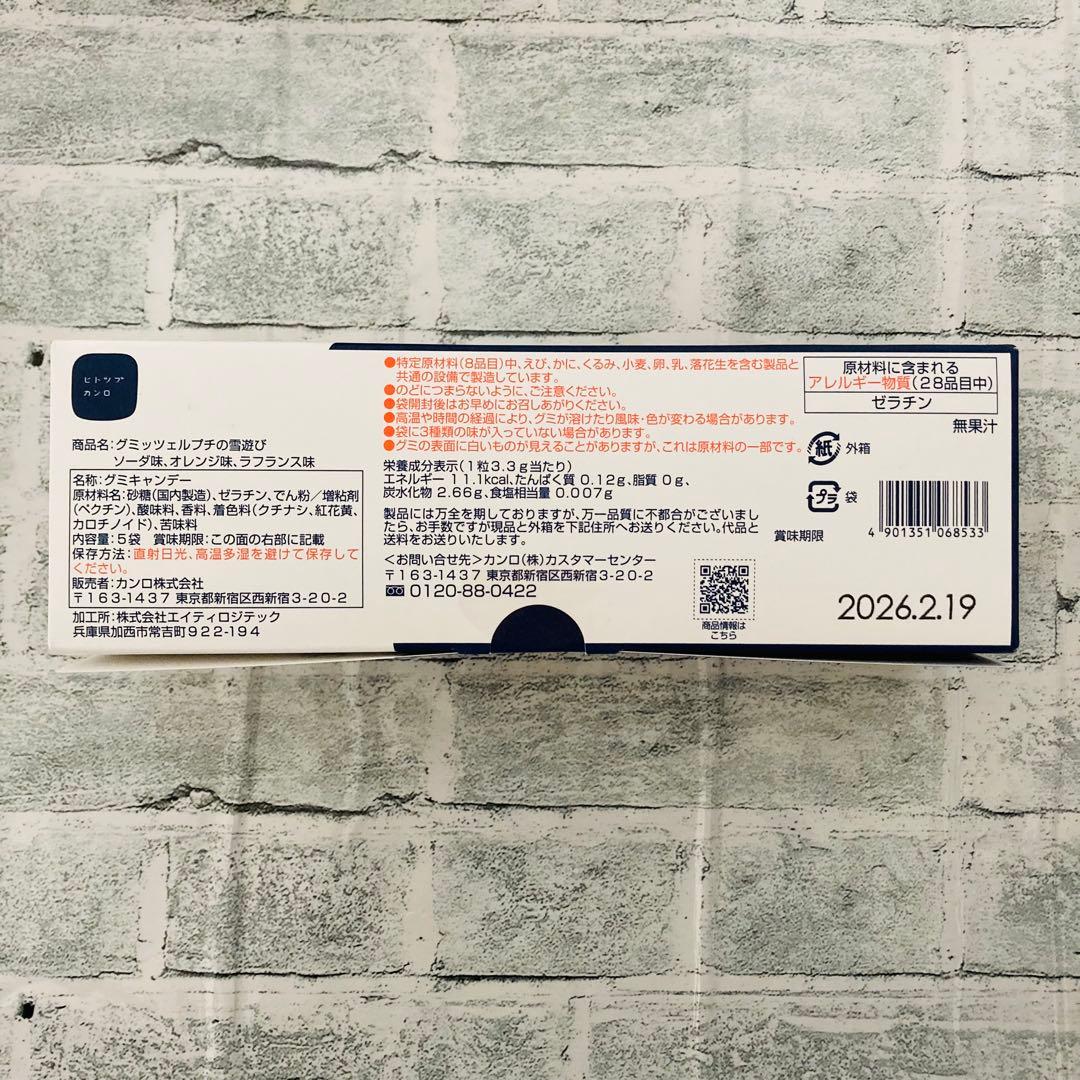 ヒトツブ
カンロ
商品名:グミッツェルプチの雪遊び
ソーダ味、オレンジ味、ラフランス味
名称:グミキャンデー
原材料名:砂糖(国内製造)、ゼラチン、でん粉/増粘剤
(ペクチン)、酸味料、香料、着色料(クチナシ、紅花黄、
カロチノイド)、苦味料
内容量:5袋 賞味期限:この面の右部に記載
保存方法:直射日光、高温多湿を避けて保存して
ください。
販売者:カンロ株式会社
〒163-1437 東京都新宿区西新宿3-20-2
加工所:株式会社エイティロジテック
兵庫県加西市常吉町922-194
●特定原材料(8品目)中、えび、かに、くるみ、小麦、卵、乳、落花生を含む製品と
共通の設備で製造しています。
●のどにつまらないように、ご注意ください。
●袋開封後はお早めにお召しあがりください。
●高温や時間の経過により、グミが溶けたり風味・色が変わる場合があります。
●袋に3種類の味が入っていない場合があります。
●グミの表面に白いものが見えることがありますが、これは原材料の一部です。
栄養成分表示(1粒3.3g当たり)
エネルギー 11.1kcal、たんぱく質 0.12g、脂質 0g、
炭水化物 2.66g、食塩相当量 0.007g
製品には万全を期しておりますが、万一品質に不都合がございまし
たら、お手数ですが現品と外箱を下記住所へお送りください。代品と
送料をお送りいたします。
<お問い合せ先>カンロ(株)カスタマーセンター
〒163-1437 東京都新宿区西新宿3-20-2
0120-88-0422
商品情報は
こちら
原材料に含まれる
アレルギー物質(28品目中)
ゼラチン
無果汁
紙 外箱
プラ 袋
賞味期限
4 901351 068533
2026.2.19